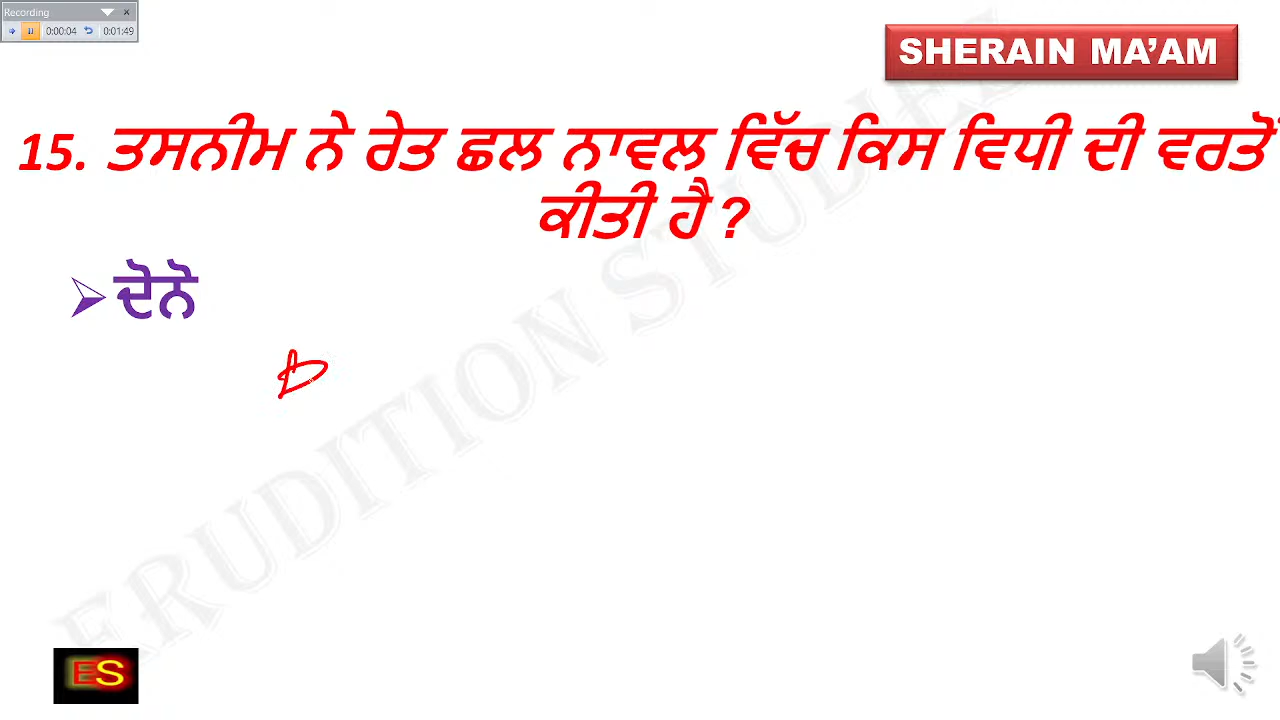 Recording
0:00:04 0:01:49
SHERAIN MA’AM
15. ਤਸਨੀਮ ਨੇ ਰੇਤ ਛਲ ਨਾਵਲ ਵਿੱਚ ਕਿਸ ਵਿਧੀ ਦੀ ਵਰਤੋਂ
ਕੀਤੀ ਹੈ ?
ਦੋਨੋ
ERUDITION STUDIES
ES